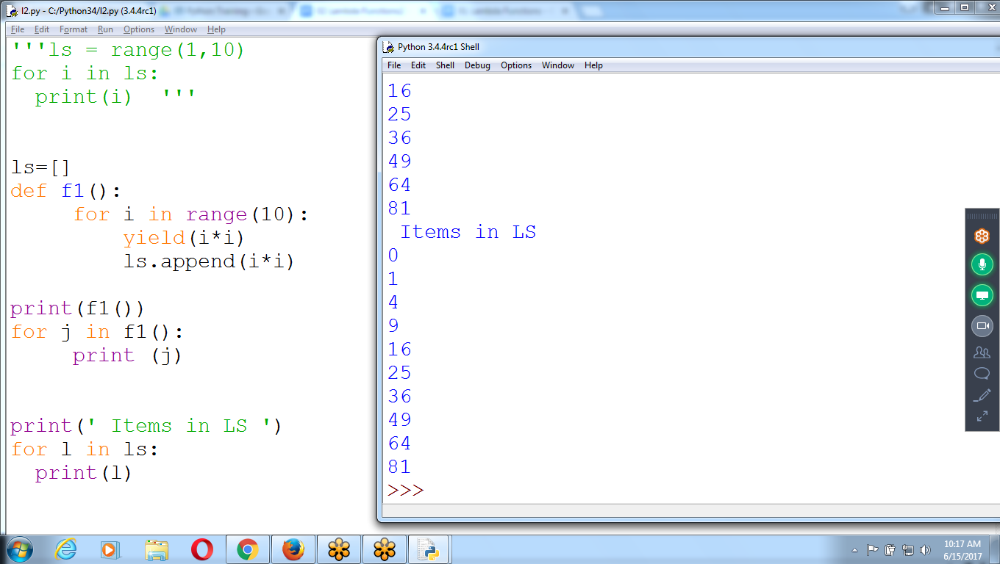 l2.py - C:/Python34/l2.py (3.4.4rc1)
File Edit Format Run Options Window Help
'''ls = range(1,10)
for i in ls:
  print(i)  '''
ls=[]
def f1():
     for i in range(10):
         yield(i*i)
         ls.append(i*i)
print(f1())
for j in f1():
     print (j)
print(' Items in LS ')
for l in ls:
  print(l)
Python 3.4.4rc1 Shell
File Edit Shell Debug Options Window Help
16
25
36
49
64
81
 Items in LS
0
1
4
9
16
25
36
49
64
81
>>>
10:17 AM
6/15/2017